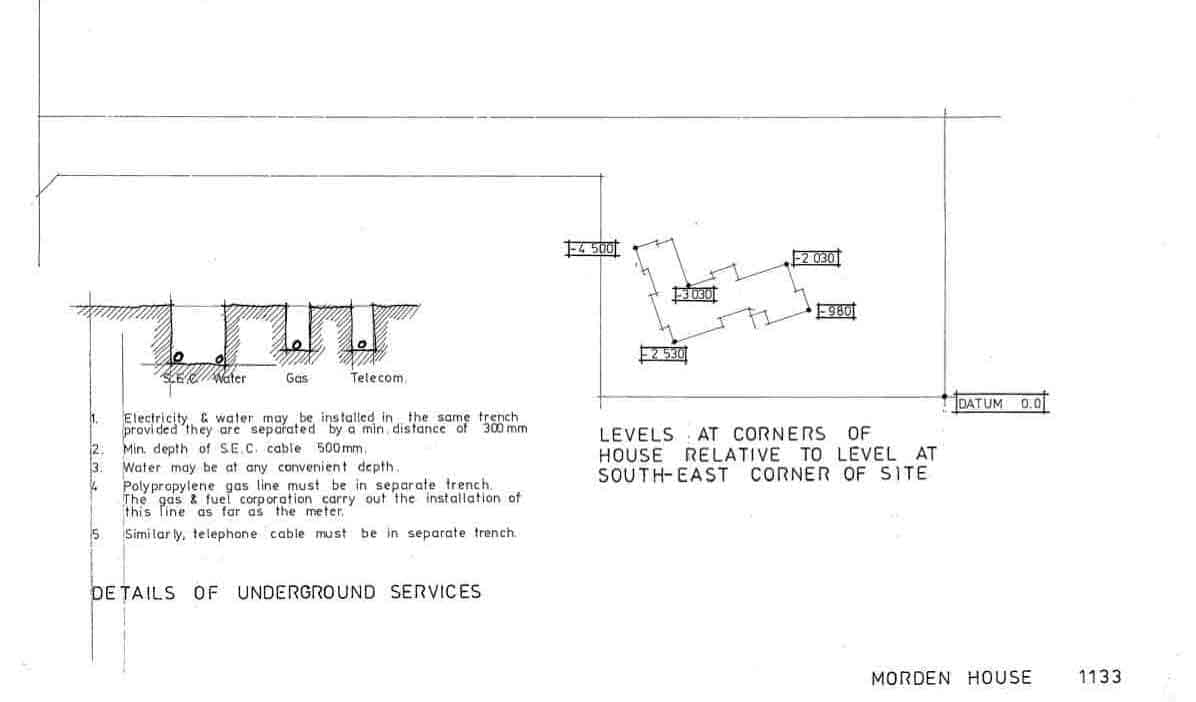 -4 500
-2 030
-3 030
-980
-2 530
DATUM 0.0
S.E.C. Water Gas Telecom.
1. Electricity & water may be installed in the same trench
provided they are separated by a min. distance of 300mm
2. Min. depth of S.E.C. cable 500mm.
3. Water may be at any convenient depth.
4 Polypropylene gas line must be in separate trench.
The gas & fuel corporation carry out the installation of
this line as far as the meter.
5 Similarly, telephone cable must be in separate trench.
DETAILS OF UNDERGROUND SERVICES
LEVELS AT CORNERS OF
HOUSE RELATIVE TO LEVEL AT
SOUTH-EAST CORNER OF SITE
MORDEN HOUSE 1133